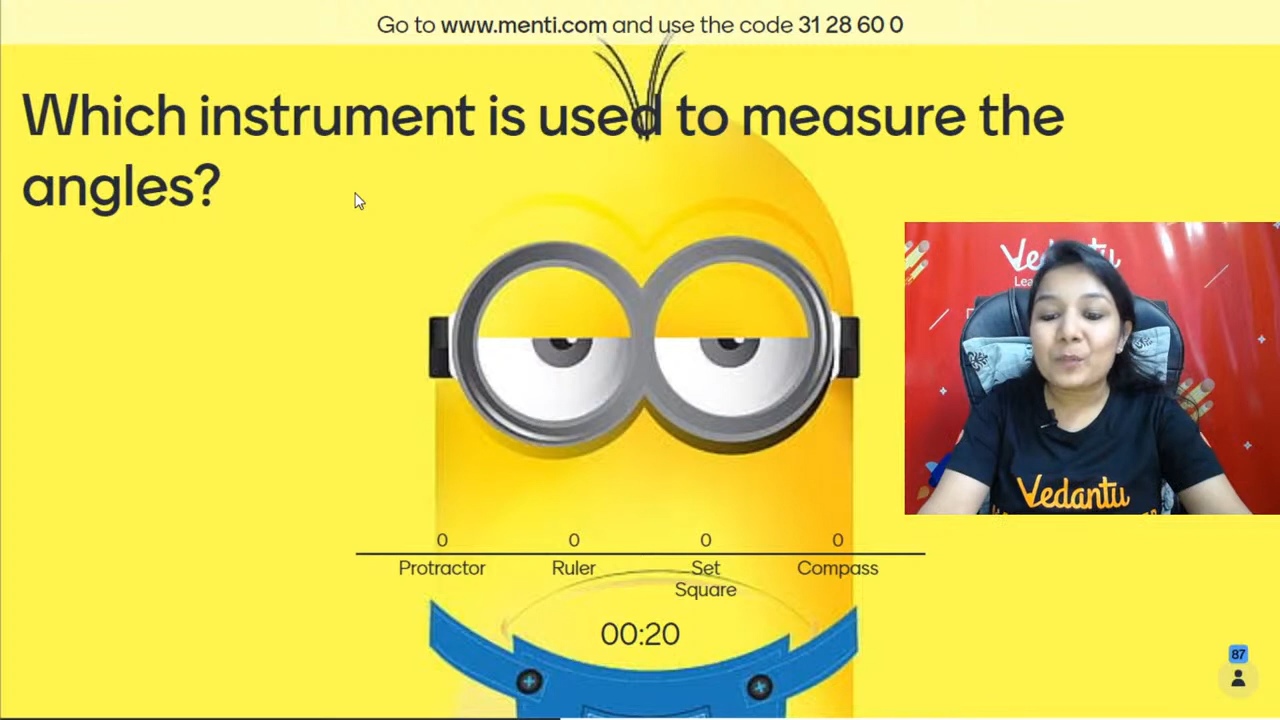 Go to www.menti.com and use the code 31 28 60 0
Which instrument is used to measure the
angles?
Vedantu
0 0 0 0
Protractor Ruler Set Square Compass
00:20
Vedantu
87